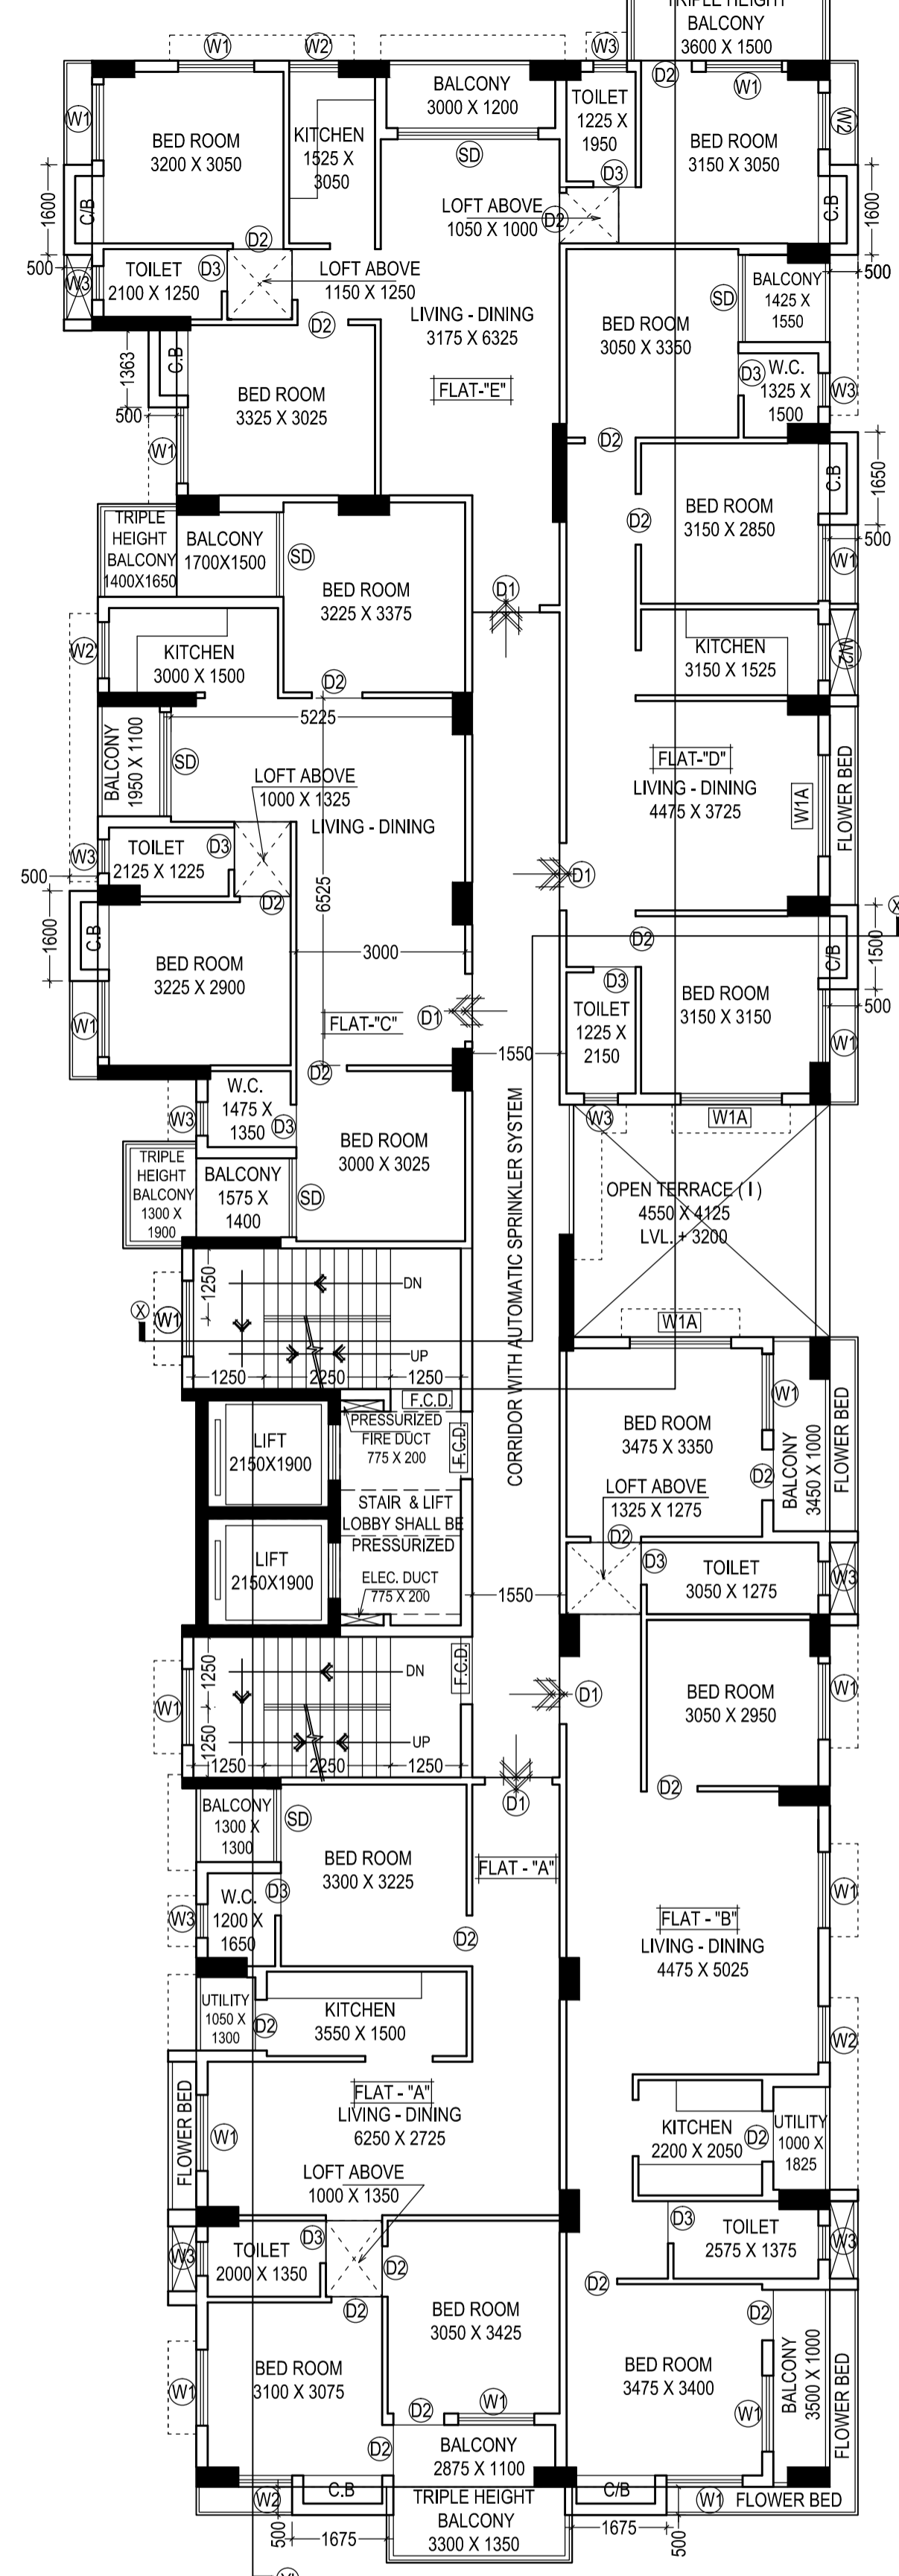 TRIPLE HEIGHT
BALCONY
3600 X 1500
W1
W2
W3
D2
W1
BALCONY
3000 X 1200
TOILET
1225 X
1950
W1
W2
BED ROOM
3200 X 3050
KITCHEN
1525 X
3050
SD
BED ROOM
3150 X 3050
D3
1600
C/B
LOFT ABOVE
1050 X 1000
D2
C.B
1600
D2
500
W3
TOILET
2100 X 1250
D3
LOFT ABOVE
1150 X 1250
500
BALCONY
1425 X
1550
SD
LIVING - DINING
3175 X 6325
BED ROOM
3050 X 3350
D2
1363
C.B
W.C.
1325 X
1500
D3
W3
FLAT-"E"
BED ROOM
3325 X 3025
500
W1
D2
C.B
1650
TRIPLE
HEIGHT
BALCONY
1400X1650
BALCONY
1700X1500
SD
BED ROOM
3150 X 2850
D2
500
W1
BED ROOM
3225 X 3375
D1
W2'
KITCHEN
3000 X 1500
D2
KITCHEN
3150 X 1525
W2'
5225
BALCONY
1950 X 1100
SD
LOFT ABOVE
1000 X 1325
FLAT-"D"
LIVING - DINING
4475 X 3725
W1A
FLOWER BED
LIVING - DINING
W3
TOILET
2125 X 1225
D3
500
D1
D2
6525
1600
C.B
X
BED ROOM
3225 X 2900
3000
D2
C/B
1500
D3
BED ROOM
3150 X 3150
500
W1
FLAT-"C"
D1
TOILET
1225 X
2150
W1
1550
D2
W.C.
1475 X
1350
D3
W3
W3
W1A
BED ROOM
3000 X 3025
TRIPLE
HEIGHT
BALCONY
1300 X
1900
BALCONY
1575 X
1400
SD
CORRIDOR WITH AUTOMATIC SPRINKLER SYSTEM
OPEN TERRACE ( I )
4550 X 4125
LVL. + 3200
1250
DN
X
W1
W1A
UP
1250
2250
1250
F.C.D.
W1
LIFT
2150X1900
PRESSURIZED
FIRE DUCT
775 X 200
F.C.D.
BED ROOM
3475 X 3350
BALCONY
3450 X 1000
FLOWER BED
D2
STAIR & LIFT
LOBBY SHALL BE
PRESSURIZED
LOFT ABOVE
1325 X 1275
D2
LIFT
2150X1900
D3
TOILET
3050 X 1275
W3
ELEC. DUCT
775 X 200
1550
1250
DN
F.C.D.
D1
BED ROOM
3050 X 2950
W1
W1
1250
UP
1250
2250
1250
D2
D1
BALCONY
1300 X
1300
SD
BED ROOM
3300 X 3225
FLAT - "A"
D3
W3
W.C.
1200 X
1650
W1
FLAT - "B"
LIVING - DINING
4475 X 5025
D2
UTILITY
1050 X
1300
D2
KITCHEN
3550 X 1500
W2
FLAT - "A"
LIVING - DINING
6250 X 2725
FLOWER BED
W1
KITCHEN
2200 X 2050
D2
UTILITY
1000 X
1825
LOFT ABOVE
1000 X 1350
D3
TOILET
2575 X 1375
W3
W3
TOILET
2000 X 1350
D3
D2
D2
D2
BED ROOM
3050 X 3425
D2
BED ROOM
3100 X 3075
W1
BED ROOM
3475 X 3400
BALCONY
3500 X 1000
FLOWER BED
D2
W1
W1
D2
BALCONY
2875 X 1100
W2
C.B
C/B
W1
FLOWER BED
TRIPLE HEIGHT
BALCONY
3300 X 1350
500
1675
1675
500